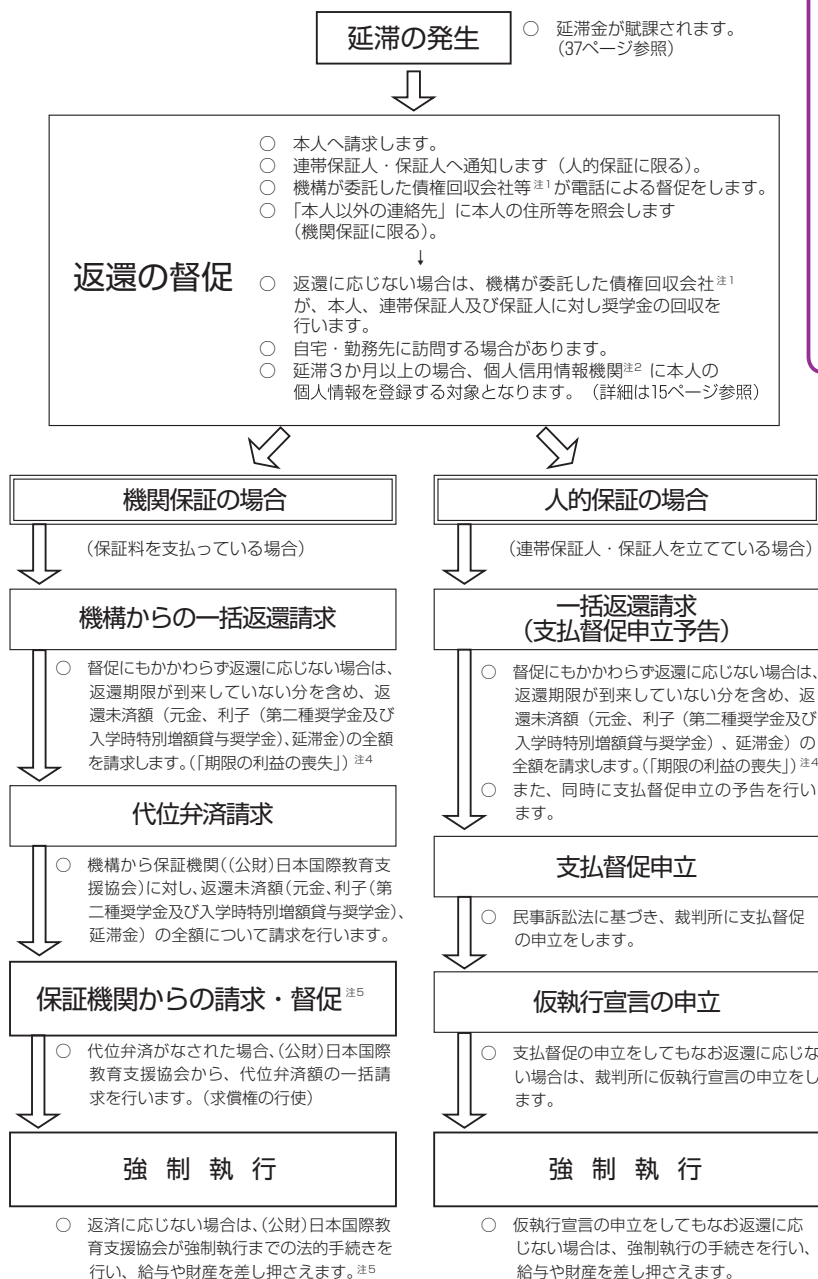 延滞の発生
○ 延滞金が賦課されます。
(37ページ参照)
返還の督促
○ 本人へ請求します。
○ 連帯保証人・保証人へ通知します（人的保証に限る）。
○ 機構が委託した債権回収会社等注1が電話による督促をします。
○ 「本人以外の連絡先」に本人の住所等を照会します
(機関保証に限る)。
↓
○ 返還に応じない場合は、機構が委託した債権回収会社注1
が、本人、連帯保証人及び保証人に対し奨学金の回収を
行います。
○ 自宅・勤務先に訪問する場合があります。
○ 延滞３か月以上の場合、個人信用情報機関注2 に本人の
個人情報を登録する対象となります。（詳細は15ページ参照）
機関保証の場合
（保証料を支払っている場合）
機構からの一括返還請求
○ 督促にもかかわらず返還に応じない場合は、
返還期限が到来していない分を含め、返
還未済額（元金、利子（第二種奨学金及び
入学時特別増額貸与奨学金）、延滞金）の全額
を請求します。（「期限の利益の喪失」）注4
代位弁済請求
○ 機構から保証機関（(公財)日本国際教育支
援協会）に対し、返還未済額（元金、利子（第
二種奨学金及び入学時特別増額貸与奨学金）、
延滞金）の全額について請求を行います。
保証機関からの請求・督促 注5
○ 代位弁済がなされた場合、(公財)日本国際
教育支援協会から、代位弁済額の一括請
求を行います。（求償権の行使）
強 制 執 行
○ 返済に応じない場合は、(公財)日本国際教
育支援協会が強制執行までの法的手続きを
行い、給与や財産を差し押さえます。注5
人的保証の場合
（連帯保証人・保証人を立てている場合）
一括返還請求
（支払督促申立予告）
○ 督促にもかかわらず返還に応じない場合は、
返還期限が到来していない分を含め、返
還未済額（元金、利子（第二種奨学金及び
入学時特別増額貸与奨学金）、延滞金）の
全額を請求します。（「期限の利益の喪失」）注4
○ また、同時に支払督促申立の予告を行い
ます。
支払督促申立
○ 民事訴訟法に基づき、裁判所に支払督促
の申立をします。
仮執行宣言の申立
○ 支払督促の申立をしてもなお返還に応じな
い場合は、裁判所に仮執行宣言の申立をし
ます。
強 制 執 行
○ 仮執行宣言の申立をしてもなお返還に応
じない場合は、強制執行の手続きを行い、
給与や財産を差し押さえます。